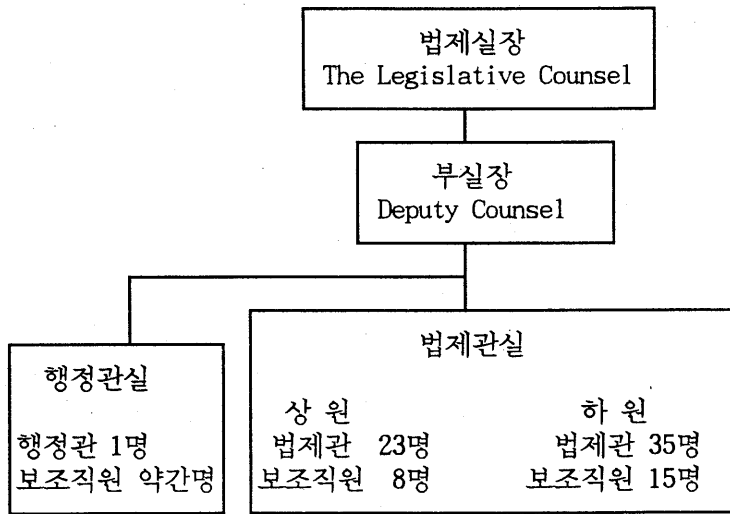 법제실장
The Legislative Counsel
부실장
Deputy Counsel
행정관실
행정관 1명
보조직원 약간명
법제관실
상 원
법제관 23명
보조직원 8명
하 원
법제관 35명
보조직원 15명